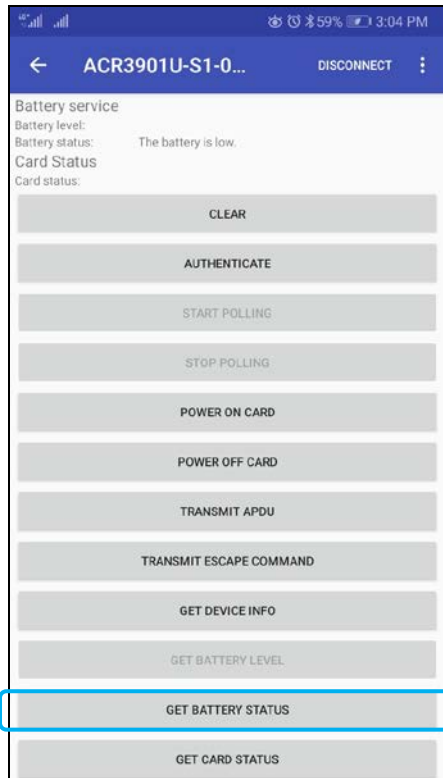 59% 3:04 PM
ACR3901U-S1-0... DISCONNECT
Battery service
Battery level:
Battery status: The battery is low.
Card Status
Card status:
CLEAR
AUTHENTICATE
START POLLING
STOP POLLING
POWER ON CARD
POWER OFF CARD
TRANSMIT APDU
TRANSMIT ESCAPE COMMAND
GET DEVICE INFO
GET BATTERY LEVEL
GET BATTERY STATUS
GET CARD STATUS